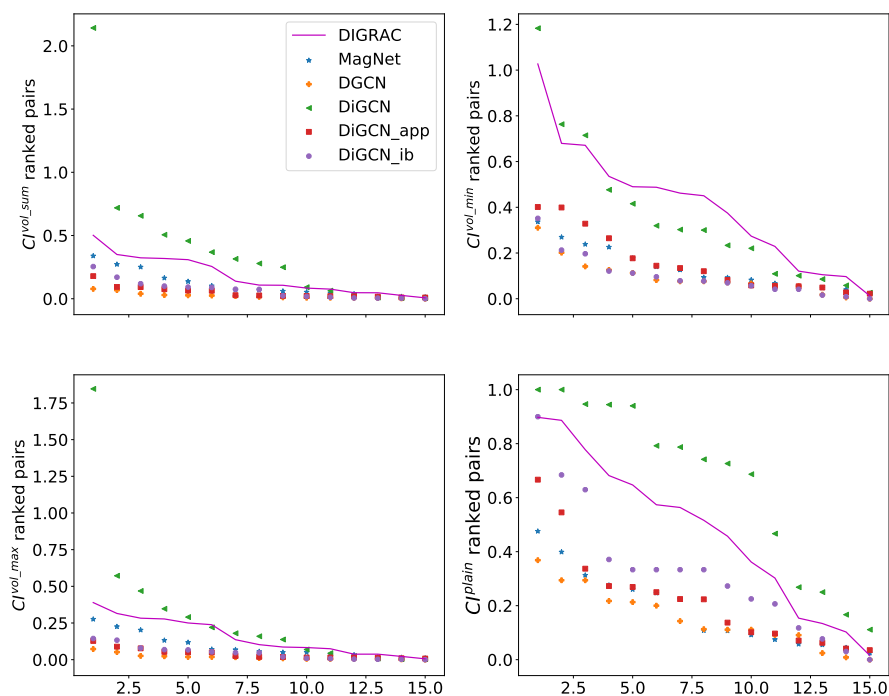 2.0
1.5
1.0
0.5
0.0
CI^vol_sum ranked pairs
DIGRAC
MagNet
DGCN
DiGCN
DiGCN_app
DiGCN_ib
1.2
1.0
0.8
0.6
0.4
0.2
0.0
CI^vol_min ranked pairs
1.75
1.50
1.25
1.00
0.75
0.50
0.25
0.00
CI^vol_max ranked pairs
2.5 5.0 7.5 10.0 12.5 15.0
1.0
0.8
0.6
0.4
0.2
0.0
CI^plain ranked pairs
2.5 5.0 7.5 10.0 12.5 15.0